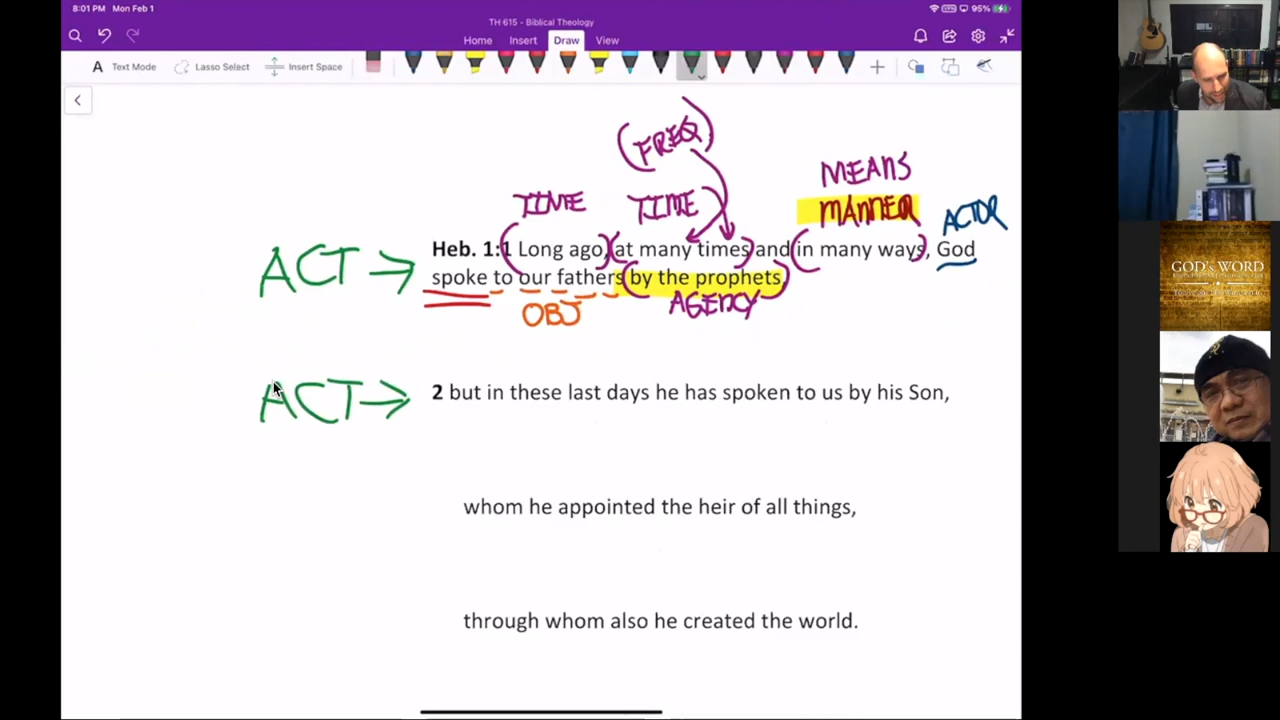 8:01 PM Mon Feb 1
95%
TH 615 - Biblical Theology
Home Insert Draw View
Text Mode Lasso Select Insert Space
(FREQ)
MEANS
TIME TIME MANNER ACTOR
ACT → Heb. 1:1 (Long ago,) (at many times) and (in many ways), God
spoke to our fathers (by the prophets,)
OBJ AGENCY
ACT → 2 but in these last days he has spoken to us by his Son,
whom he appointed the heir of all things,
through whom also he created the world.
GOD'S WORD